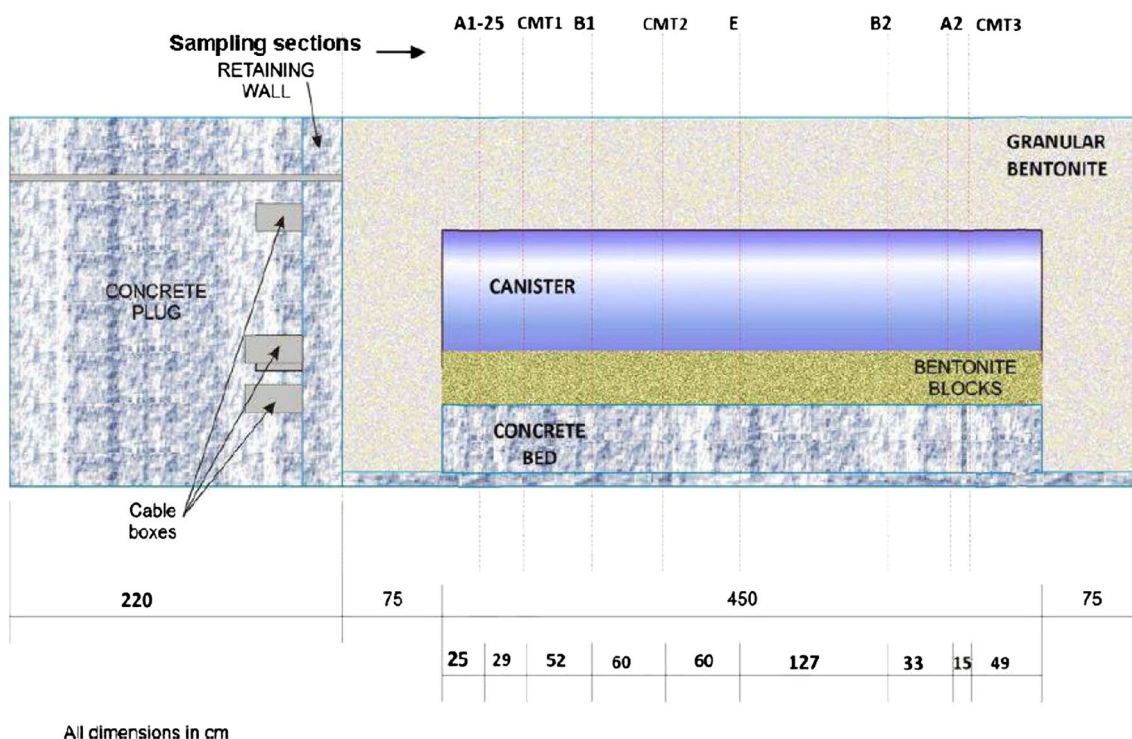 A1-25 CMT1 B1 CMT2 E B2 A2 CMT3
Sampling sections
RETAINING
WALL
GRANULAR
BENTONITE
CANISTER
CONCRETE
PLUG
BENTONITE
BLOCKS
CONCRETE
BED
Cable
boxes
220 75 450 75
25 29 52 60 60 127 33 15 49
All dimensions in cm